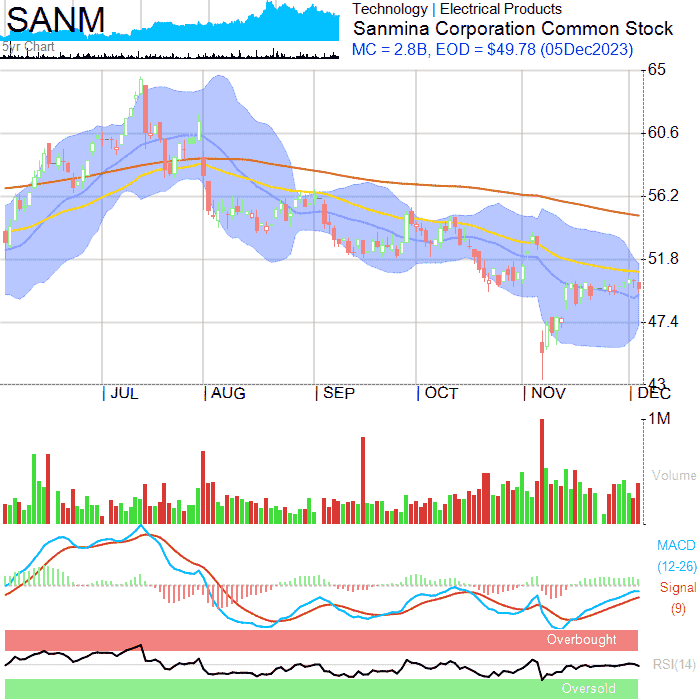 SANM
5yr Chart
Technology | Electrical Products
Sanmina Corporation Common Stock
MC = 2.8B, EOD = $49.78 (05Dec2023)
65
60.6
56.2
51.8
47.4
43
| JUL | AUG | SEP | OCT | NOV | DEC
1M
Volume
MACD
(12-26)
Signal
(9)
Overbought
RSI(14)
Oversold